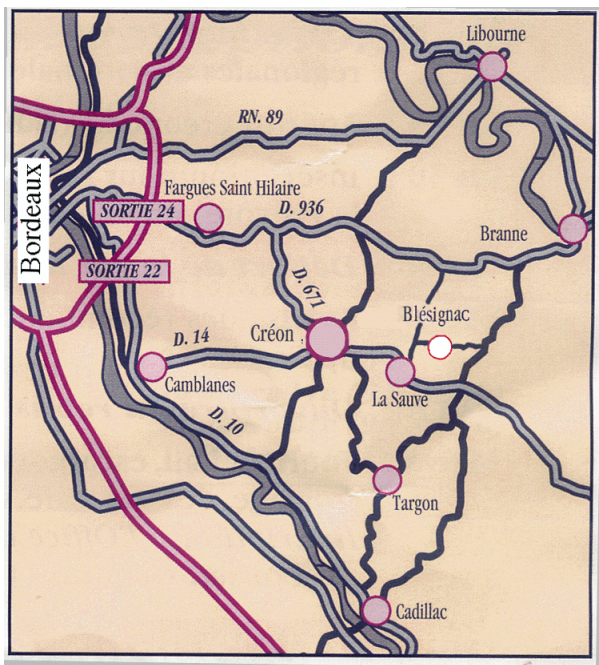 Libourne
RN. 89
Fargues Saint Hilaire
SORTIE 24
D. 936
Branne
Bordeaux
SORTIE 22
D. 671
Blésignac
D. 14
Créon
Camblanes
La Sauve
D. 10
Targon
Cadillac